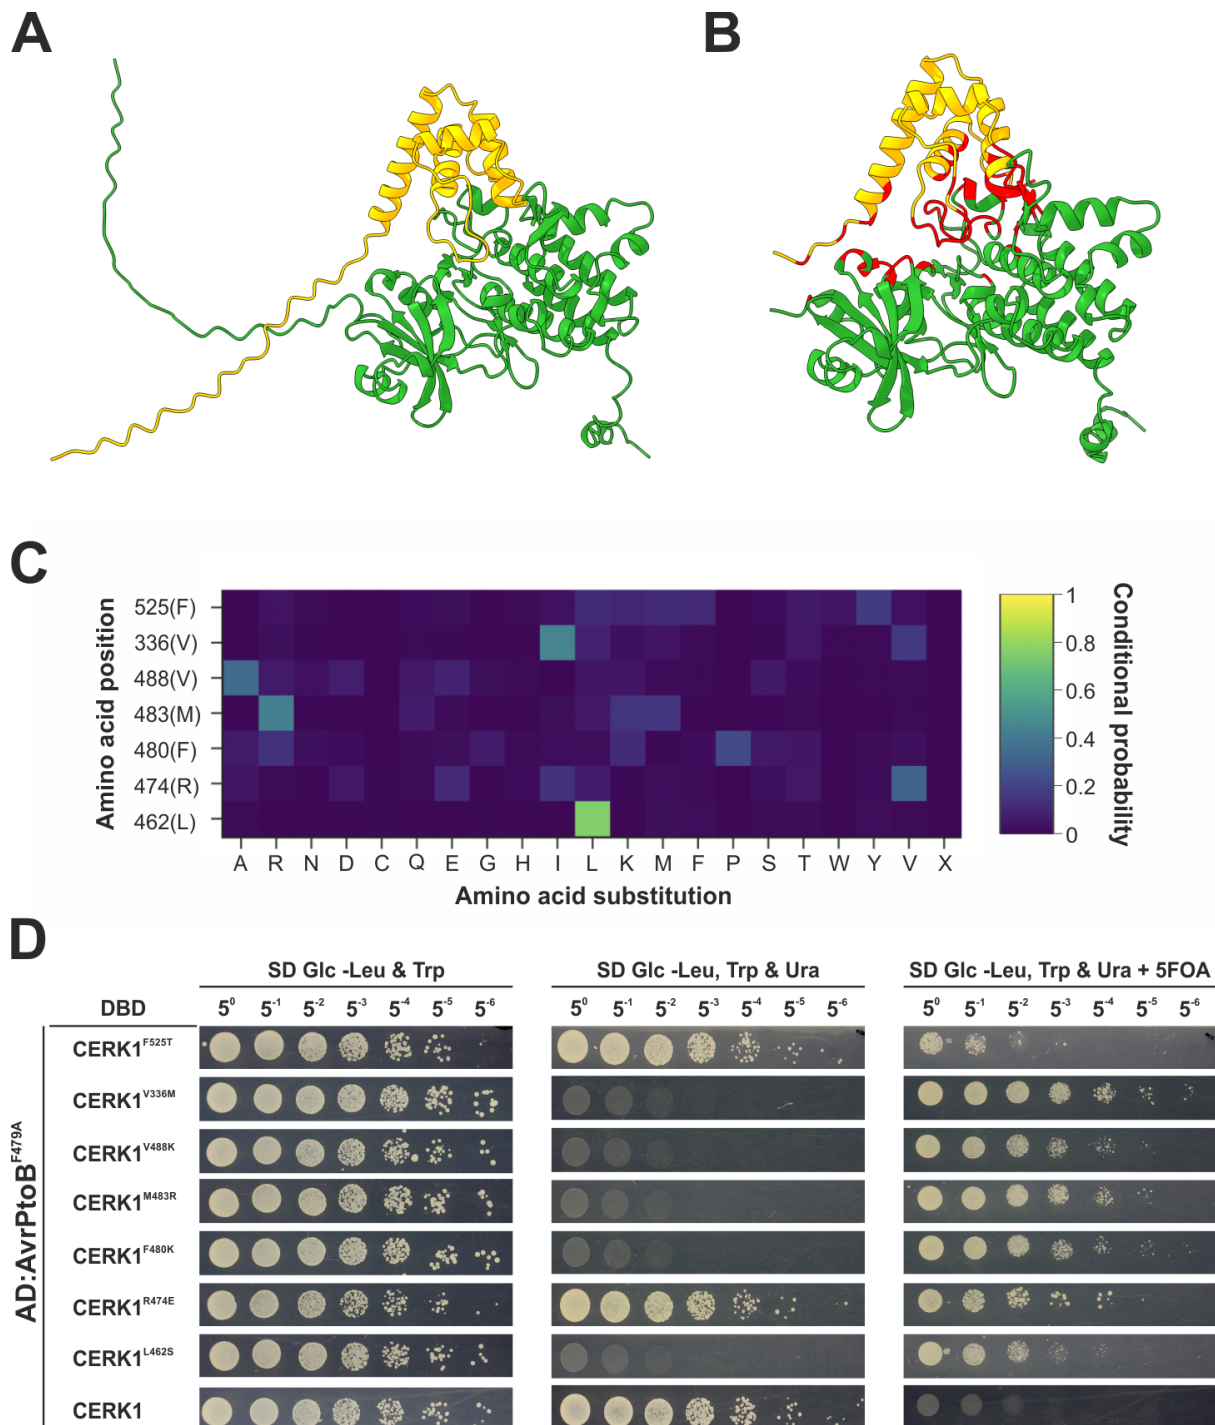 A
B
C
Amino acid position
525(F)
336(V)
488(V)
483(M)
480(F)
474(R)
462(L)
A R N D C Q E G H I L K M F P S T W Y V X
Amino acid substitution
1
0.8
0.6
0.4
0.2
0
Conditional probability
D
SD Glc -Leu & Trp
SD Glc -Leu, Trp & Ura
SD Glc -Leu, Trp & Ura + 5FOA
DBD
5⁰ 5⁻¹ 5⁻² 5⁻³ 5⁻⁴ 5⁻⁵ 5⁻⁶
5⁰ 5⁻¹ 5⁻² 5⁻³ 5⁻⁴ 5⁻⁵ 5⁻⁶
5⁰ 5⁻¹ 5⁻² 5⁻³ 5⁻⁴ 5⁻⁵ 5⁻⁶
AD:AvrPtoB^F479A
CERK1^F525T
CERK1^V336M
CERK1^V488K
CERK1^M483R
CERK1^F480K
CERK1^R474E
CERK1^L462S
CERK1